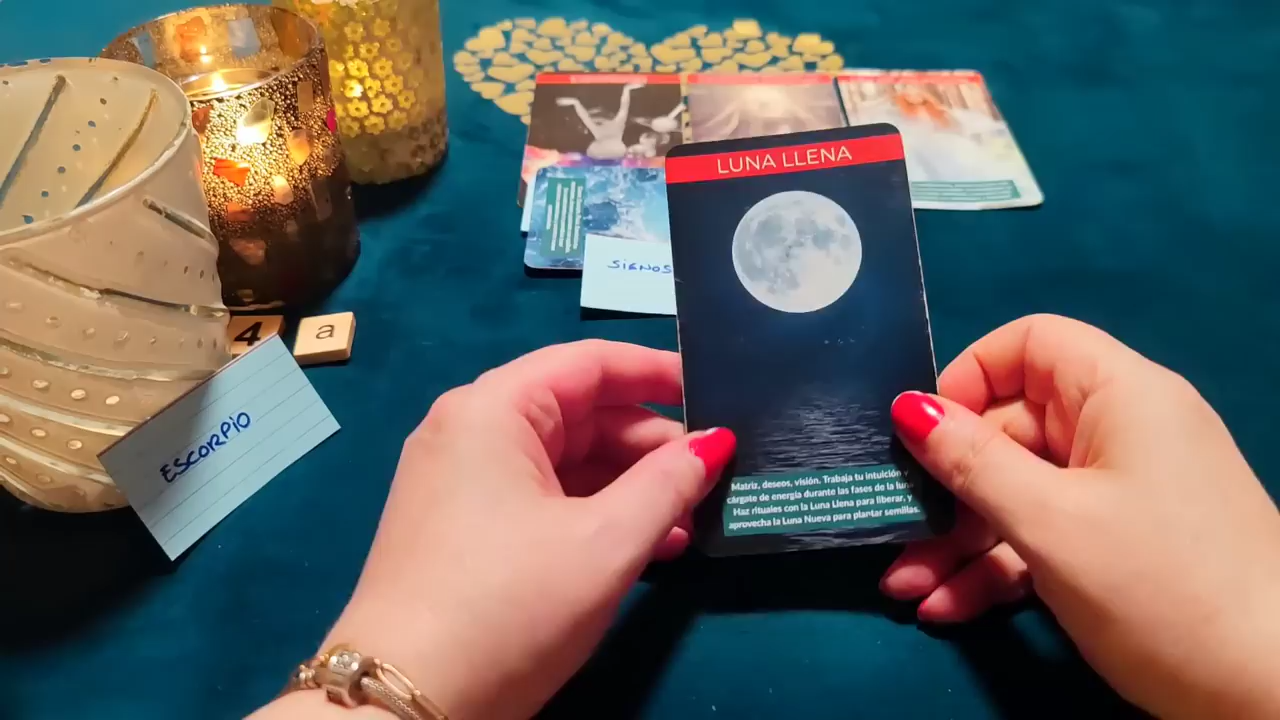 LUNA LLENA
SIGNOS
4
a
ESCORPIO
Matriz, deseos, visión. Trabaja tu intuición y
cárgate de energía durante las fases de la luna
Haz rituales con la Luna Llena para liberar, y
aprovecha la Luna Nueva para plantar semillas.